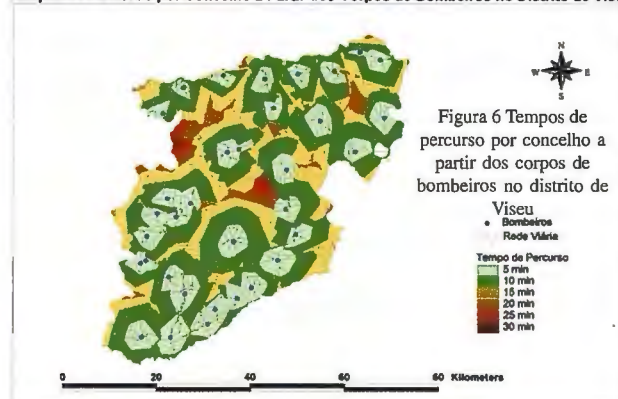 N
W E
S
Figura 6 Tempos de
percurso por concelho a
partir dos corpos de
bombeiros no distrito de
Viseu
Bombeiros
Rede Viária
Tempo de Percurso
5 min
10 min
15 min
20 min
25 min
30 min
0 20 40 60 80 Kilometers